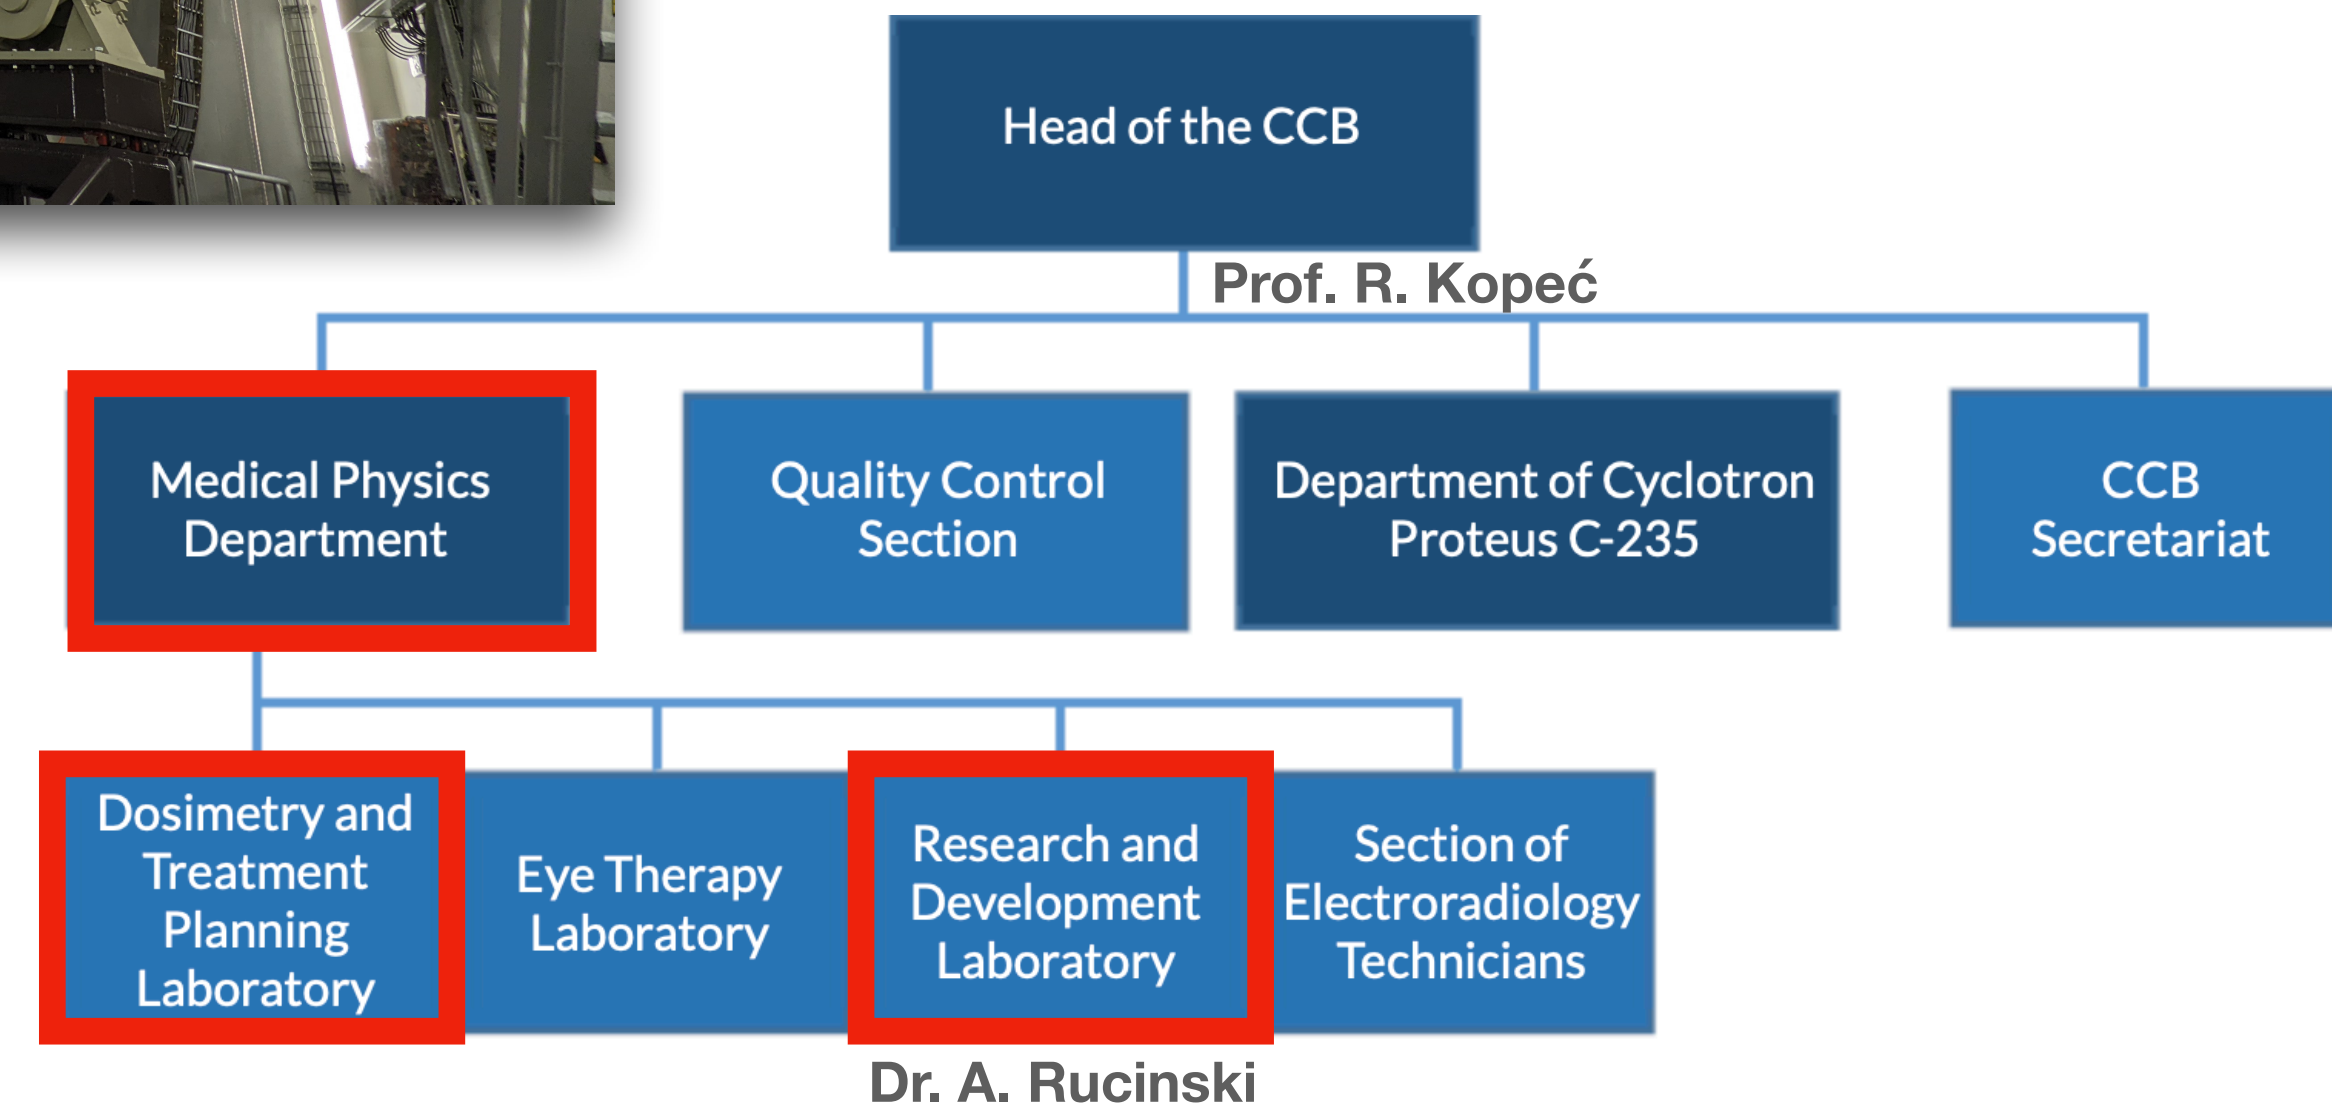 Head of the CCB
Prof. R. Kopeć
Medical Physics
Department
Quality Control
Section
Department of Cyclotron
Proteus C-235
CCB
Secretariat
Dosimetry and
Treatment
Planning
Laboratory
Eye Therapy
Laboratory
Research and
Development
Laboratory
Section of
Electroradiology
Technicians
Dr. A. Rucinski